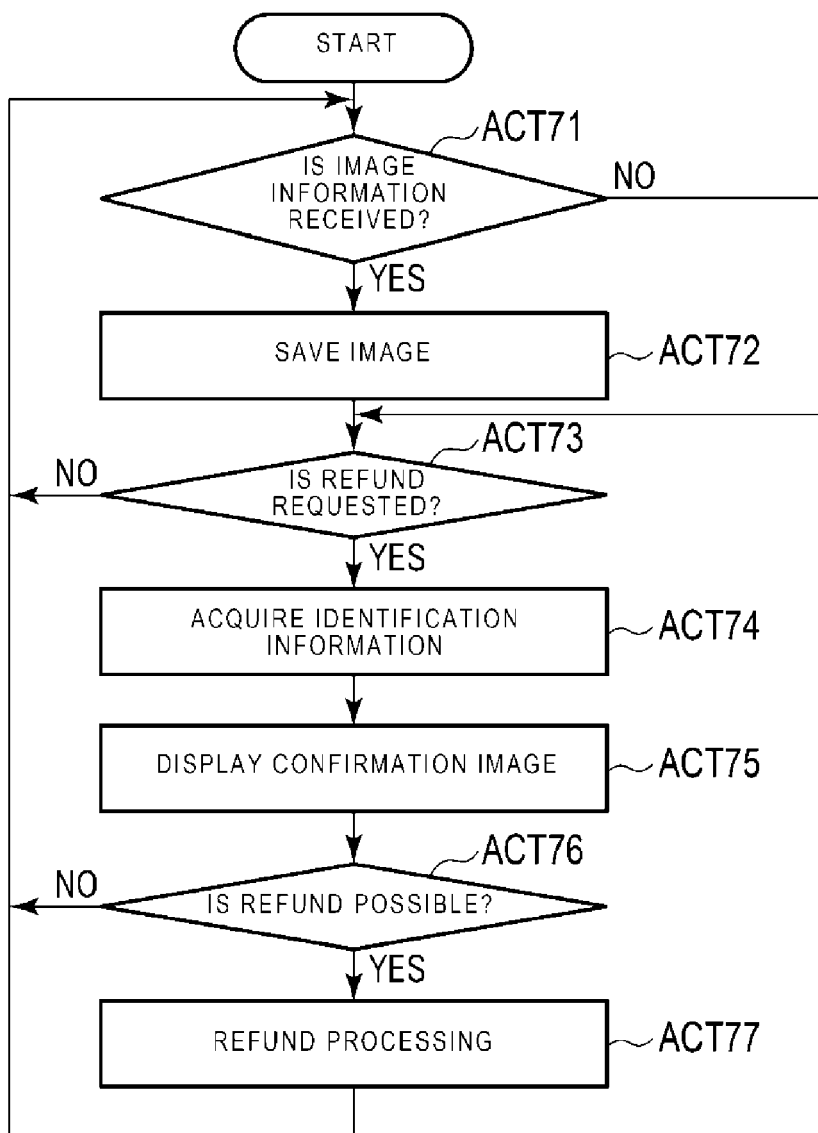 START
ACT71
IS IMAGE
INFORMATION
RECEIVED?
NO
YES
SAVE IMAGE
ACT72
ACT73
NO
IS REFUND
REQUESTED?
YES
ACQUIRE IDENTIFICATION
INFORMATION
ACT74
DISPLAY CONFIRMATION IMAGE
ACT75
ACT76
NO
IS REFUND POSSIBLE?
YES
REFUND PROCESSING
ACT77